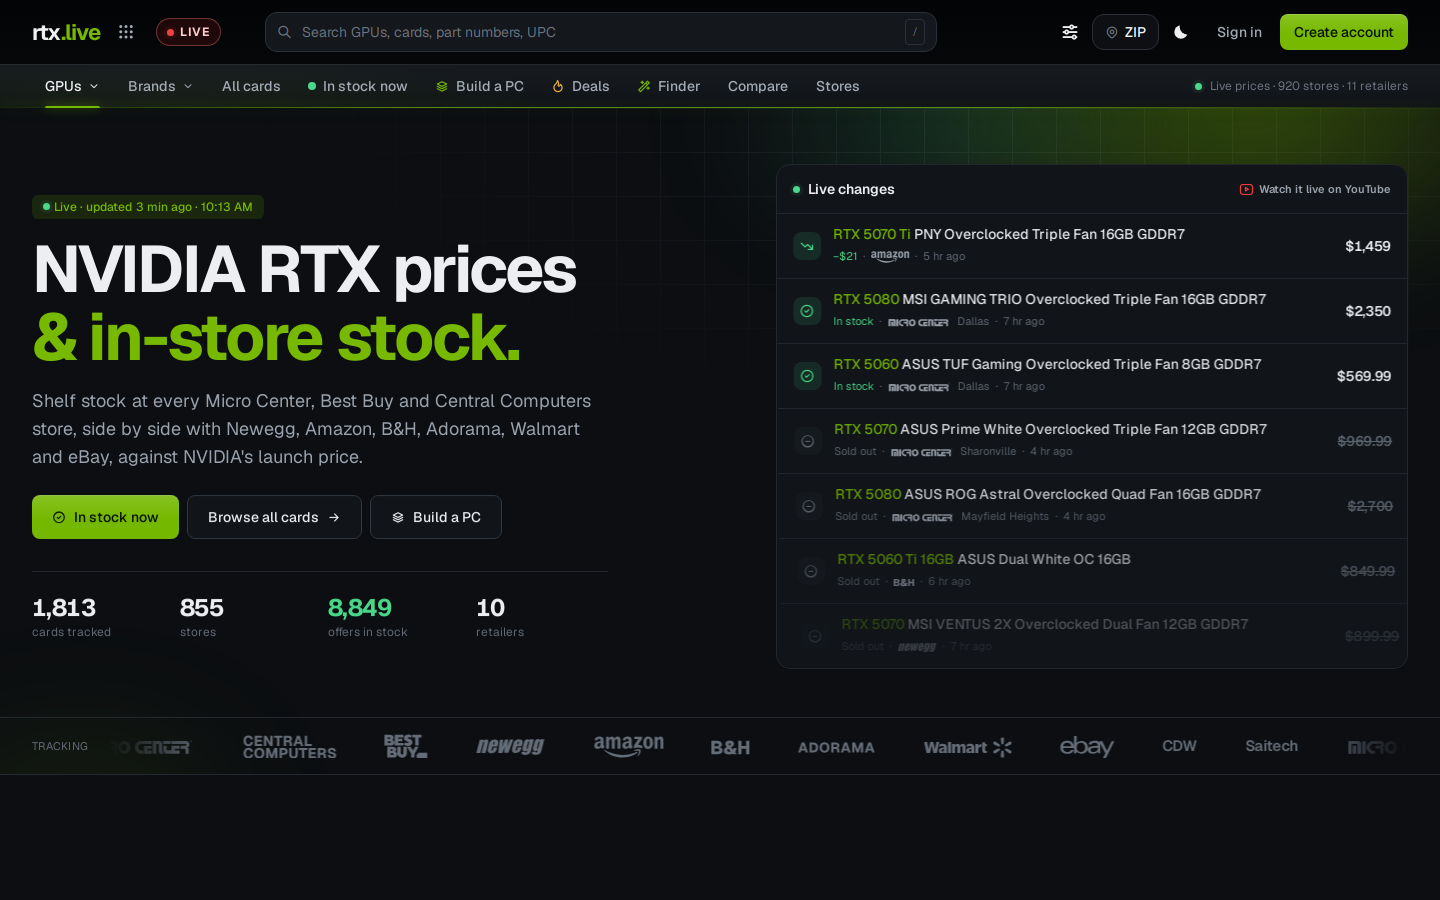 rtx.live
LIVE
Search GPUs, cards, part numbers, UPC
/
ZIP
Sign in
Create account
GPUs
Brands
All cards
In stock now
Build a PC
Deals
Finder
Compare
Stores
Live prices · 920 stores · 11 retailers
Live · updated 3 min ago · 10:13 AM
NVIDIA RTX prices
& in-store stock.
Shelf stock at every Micro Center, Best Buy and Central Computers
store, side by side with Newegg, Amazon, B&H, Adorama, Walmart
and eBay, against NVIDIA's launch price.
In stock now
Browse all cards →
Build a PC
1,813
cards tracked
855
stores
8,849
offers in stock
10
retailers
Live changes
Watch it live on YouTube
RTX 5070 Ti PNY Overclocked Triple Fan 16GB GDDR7
−$21 · amazon · 5 hr ago
$1,459
RTX 5080 MSI GAMING TRIO Overclocked Triple Fan 16GB GDDR7
In stock · MICRO CENTER Dallas · 7 hr ago
$2,350
RTX 5060 ASUS TUF Gaming Overclocked Triple Fan 8GB GDDR7
In stock · MICRO CENTER Dallas · 7 hr ago
$569.99
RTX 5070 ASUS Prime White Overclocked Triple Fan 12GB GDDR7
Sold out · MICRO CENTER Sharonville · 4 hr ago
$969.99
RTX 5080 ASUS ROG Astral Overclocked Quad Fan 16GB GDDR7
Sold out · MICRO CENTER Mayfield Heights · 4 hr ago
$2,700
RTX 5060 Ti 16GB ASUS Dual White OC 16GB
Sold out · B&H · 6 hr ago
$849.99
RTX 5070 MSI VENTUS 2X Overclocked Dual Fan 12GB GDDR7
Sold out · newegg · 7 hr ago
$899.99
TRACKING
O CENTER
CENTRAL
COMPUTERS
BEST
BUY
newegg
amazon
B&H
ADORAMA
Walmart
ebay
CDW
Saitech
MICRO